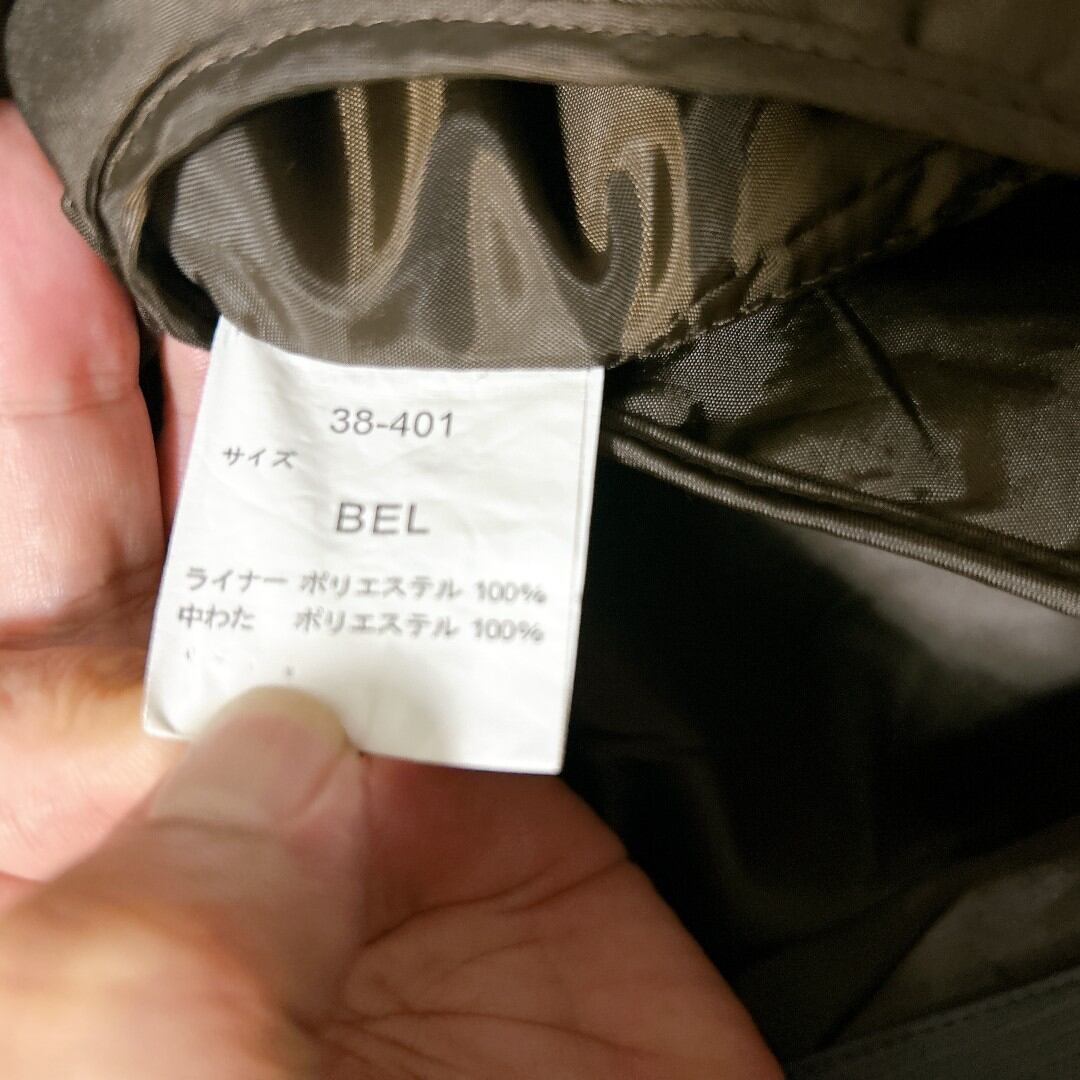 38-401
サイズ
BEL
ライナー ポリエステル 100%
中わた ポリエステル 100%